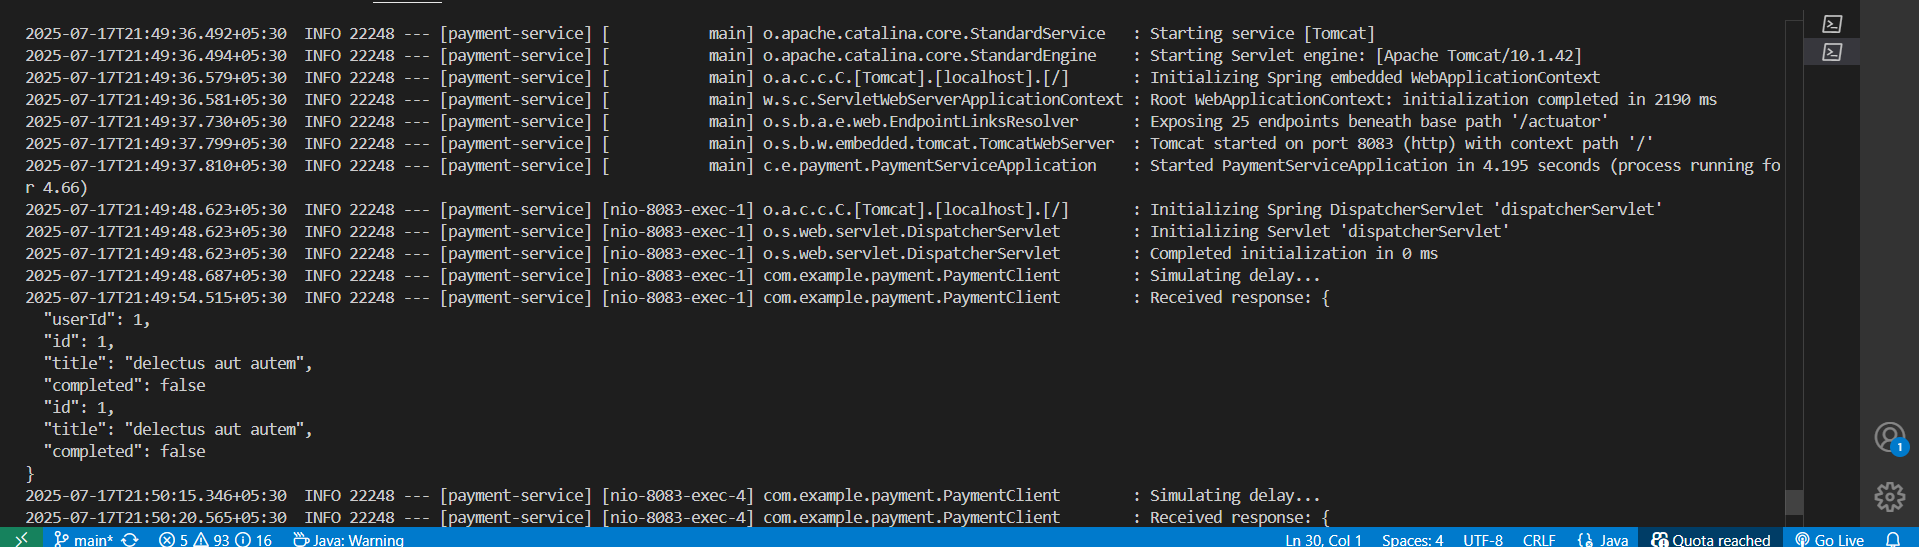 2025-07-17T21:49:36.492+05:30  INFO 22248 --- [payment-service] [           main] o.apache.catalina.core.StandardService   : Starting service [Tomcat]
2025-07-17T21:49:36.494+05:30  INFO 22248 --- [payment-service] [           main] o.apache.catalina.core.StandardEngine    : Starting Servlet engine: [Apache Tomcat/10.1.42]
2025-07-17T21:49:36.579+05:30  INFO 22248 --- [payment-service] [           main] o.a.c.c.C.[Tomcat].[localhost].[/]       : Initializing Spring embedded WebApplicationContext
2025-07-17T21:49:36.581+05:30  INFO 22248 --- [payment-service] [           main] w.s.c.ServletWebServerApplicationContext : Root WebApplicationContext: initialization completed in 2190 ms
2025-07-17T21:49:37.730+05:30  INFO 22248 --- [payment-service] [           main] o.s.b.a.e.web.EndpointLinksResolver      : Exposing 25 endpoints beneath base path '/actuator'
2025-07-17T21:49:37.799+05:30  INFO 22248 --- [payment-service] [           main] o.s.b.w.embedded.tomcat.TomcatWebServer  : Tomcat started on port 8083 (http) with context path '/'
2025-07-17T21:49:37.810+05:30  INFO 22248 --- [payment-service] [           main] c.e.payment.PaymentServiceApplication    : Started PaymentServiceApplication in 4.195 seconds (process running fo
r 4.66)
2025-07-17T21:49:48.623+05:30  INFO 22248 --- [payment-service] [nio-8083-exec-1] o.a.c.c.C.[Tomcat].[localhost].[/]       : Initializing Spring DispatcherServlet 'dispatcherServlet'
2025-07-17T21:49:48.623+05:30  INFO 22248 --- [payment-service] [nio-8083-exec-1] o.s.web.servlet.DispatcherServlet        : Initializing Servlet 'dispatcherServlet'
2025-07-17T21:49:48.623+05:30  INFO 22248 --- [payment-service] [nio-8083-exec-1] o.s.web.servlet.DispatcherServlet        : Completed initialization in 0 ms
2025-07-17T21:49:48.687+05:30  INFO 22248 --- [payment-service] [nio-8083-exec-1] com.example.payment.PaymentClient        : Simulating delay...
2025-07-17T21:49:54.515+05:30  INFO 22248 --- [payment-service] [nio-8083-exec-1] com.example.payment.PaymentClient        : Received response: {
  "userId": 1,
  "id": 1,
  "title": "delectus aut autem",
  "completed": false
  "id": 1,
  "title": "delectus aut autem",
  "completed": false
}
2025-07-17T21:50:15.346+05:30  INFO 22248 --- [payment-service] [nio-8083-exec-4] com.example.payment.PaymentClient        : Simulating delay...
2025-07-17T21:50:20.565+05:30  INFO 22248 --- [payment-service] [nio-8083-exec-4] com.example.payment.PaymentClient        : Received response: {
1
main* 5 93 16 Java: Warning Ln 30, Col 1 Spaces: 4 UTF-8 CRLF Java Quota reached Go Live